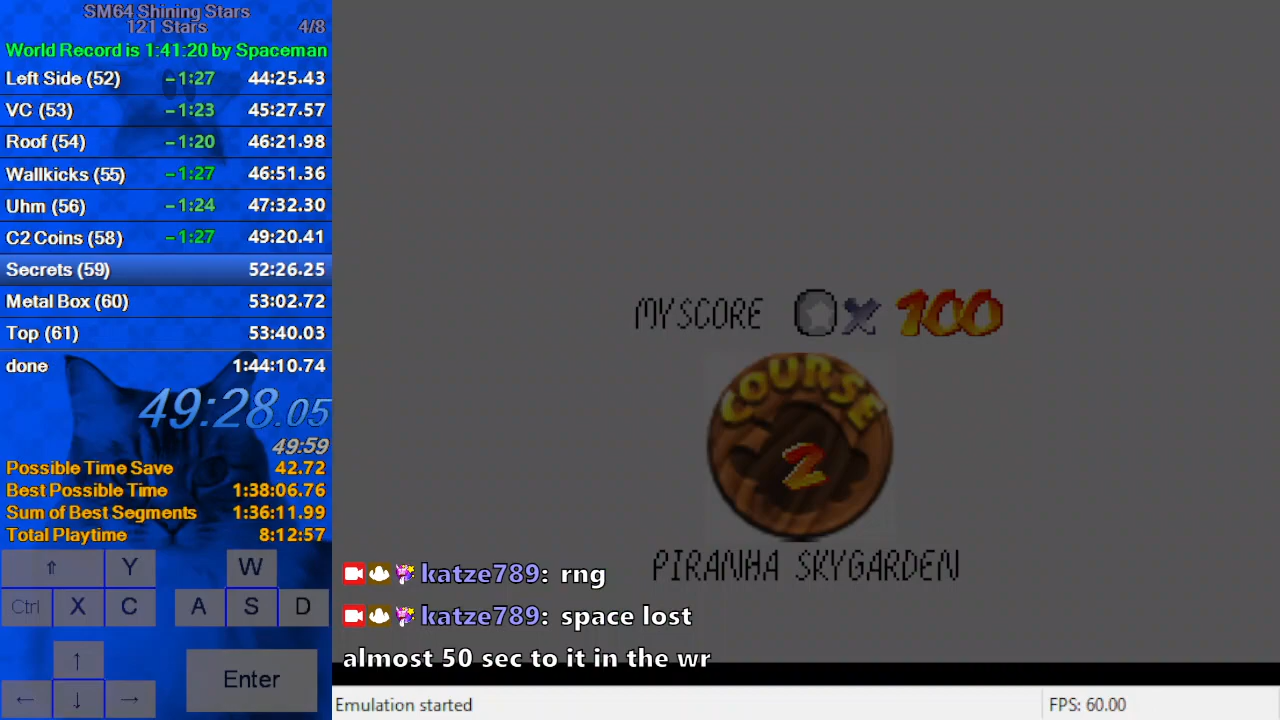 SM64 Shining Stars
121 Stars 4/8
World Record is 1:41:20 by Spaceman
Left Side (52) -1:27 44:25.43
VC (53) -1:23 45:27.57
Roof (54) -1:20 46:21.98
Wallkicks (55) -1:27 46:51.36
Uhm (56) -1:24 47:32.30
C2 Coins (58) -1:27 49:20.41
Secrets (59) 52:26.25
Metal Box (60) 53:02.72
Top (61) 53:40.03
done 1:44:10.74
49:28.05
49:59
Possible Time Save 42.72
Best Possible Time 1:38:06.76
Sum of Best Segments 1:36:11.99
Total Playtime 8:12:57
⇑ Y W
Ctrl X C A S D
↑ Enter
← ↓ →
MY SCORE × 100
COURSE
2
PIRANHA SKYGARDEN
katze789: rng
katze789: space lost
almost 50 sec to it in the wr
Emulation started FPS: 60.00